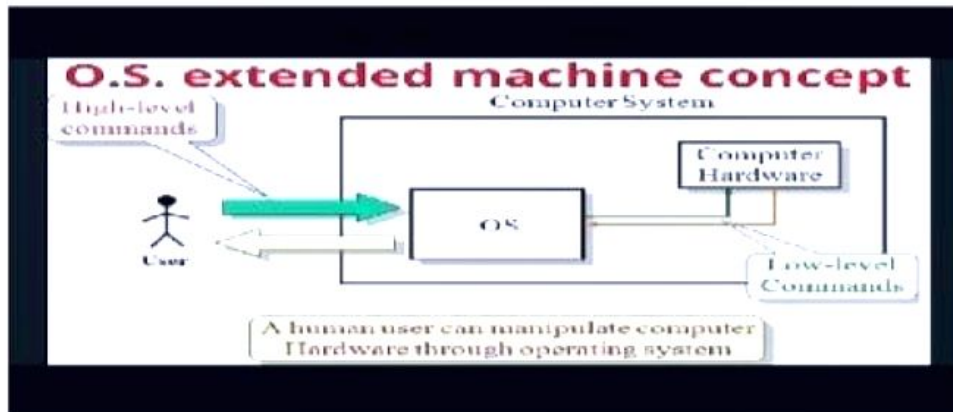 O.S. extended machine concept
High-level
commands
Computer System
Computer
Hardware
OS
User
Low-level
Commands
A human user can manipulate computer
Hardware through operating system